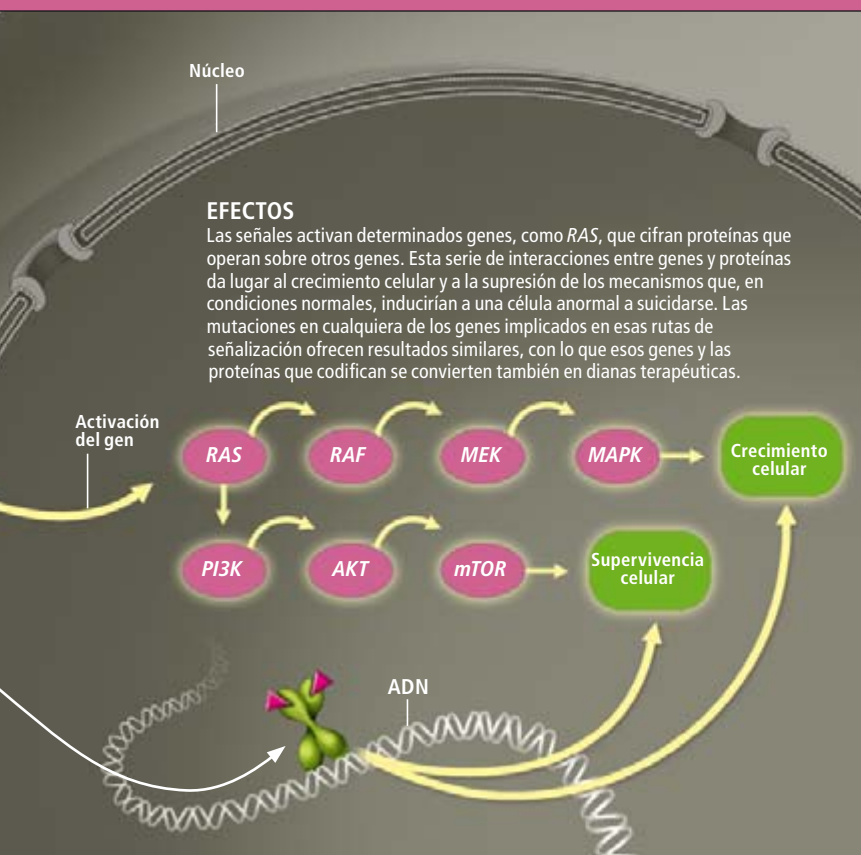 Núcleo
EFECTOS
Las señales activan determinados genes, como RAS, que cifran proteínas que
operan sobre otros genes. Esta serie de interacciones entre genes y proteínas
da lugar al crecimiento celular y a la supresión de los mecanismos que, en
condiciones normales, inducirían a una célula anormal a suicidarse. Las
mutaciones en cualquiera de los genes implicados en esas rutas de
señalización ofrecen resultados similares, con lo que esos genes y las
proteínas que codifican se convierten también en dianas terapéuticas.
Activación
del gen
RAS
RAF
MEK
MAPK
Crecimiento
celular
PI3K
AKT
mTOR
Supervivencia
celular
ADN